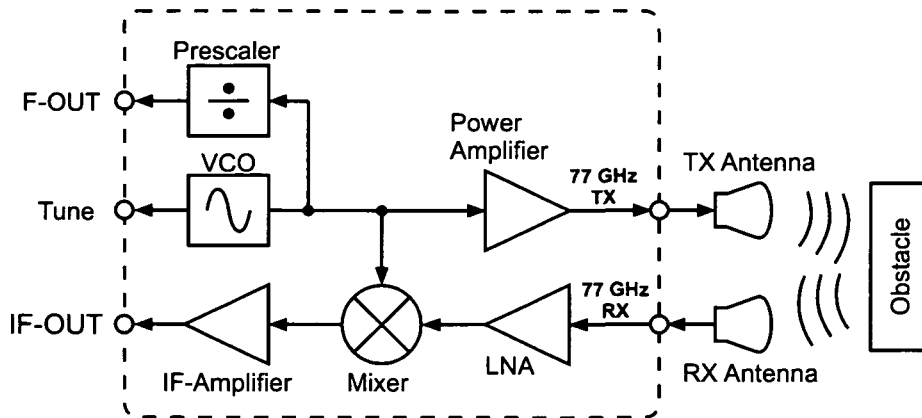 Prescaler
F-OUT
÷
Power
Amplifier
VCO
77 GHz
TX
TX Antenna
Tune
Obstacle
77 GHz
RX
IF-OUT
IF-Amplifier
Mixer
LNA
RX Antenna